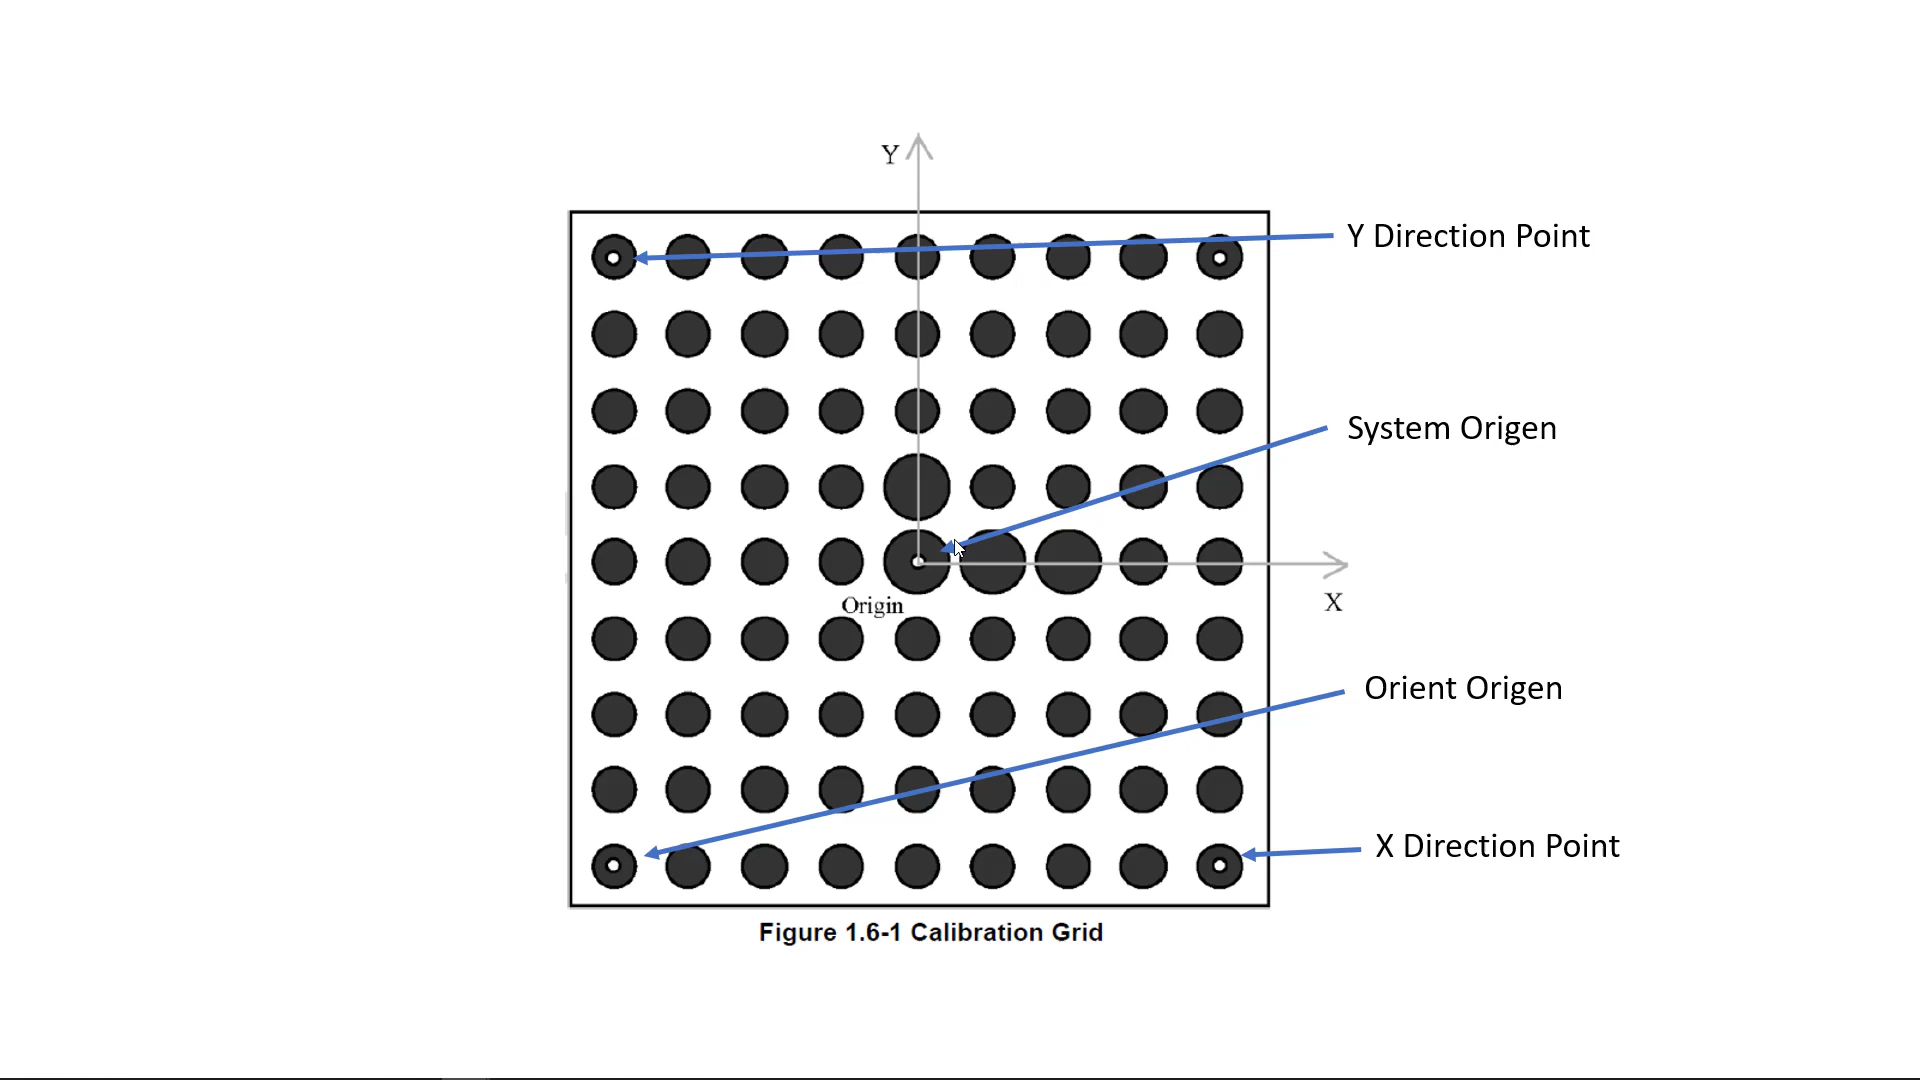 Y
Y Direction Point
System Origen
Origin
X
Orient Origen
X Direction Point
Figure 1.6-1 Calibration Grid